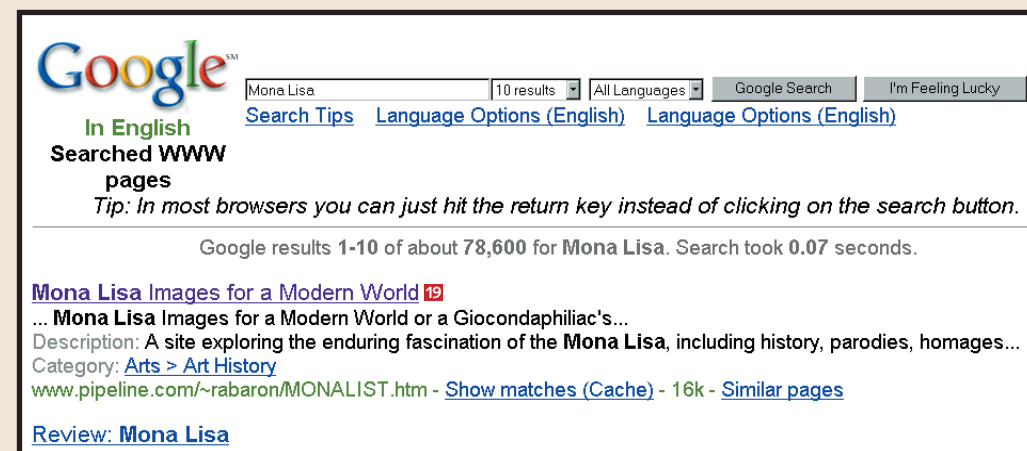 Google SM
Mona Lisa 10 results All Languages Google Search I'm Feeling Lucky
Search Tips Language Options (English) Language Options (English)
In English
Searched WWW
pages
Tip: In most browsers you can just hit the return key instead of clicking on the search button.
Google results 1-10 of about 78,600 for Mona Lisa. Search took 0.07 seconds.
Mona Lisa Images for a Modern World 19
... Mona Lisa Images for a Modern World or a Giocondaphiliac's...
Description: A site exploring the enduring fascination of the Mona Lisa, including history, parodies, homages...
Category: Arts > Art History
www.pipeline.com/~rabaron/MONALIST.htm - Show matches (Cache) - 16k - Similar pages
Review: Mona Lisa